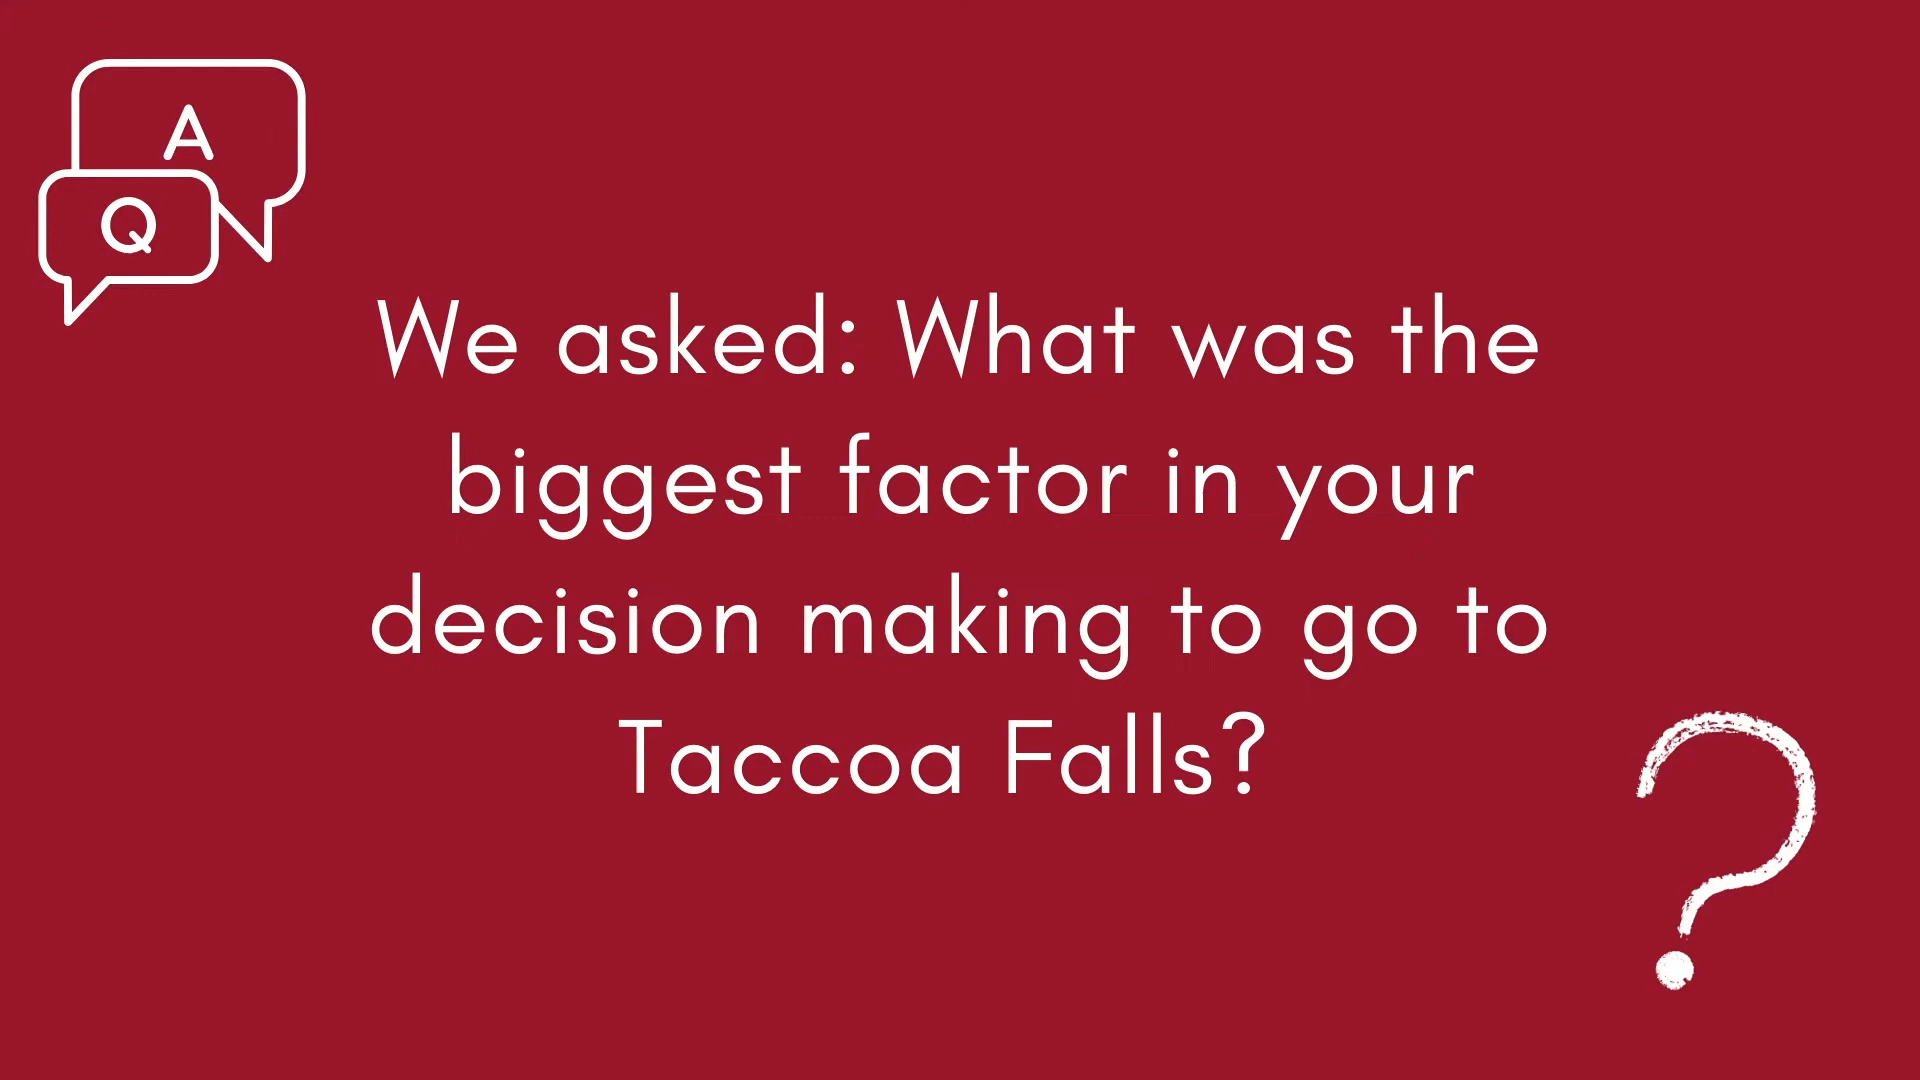 A
Q
We asked: What was the
biggest factor in your
decision making to go to
Taccoa Falls?
?